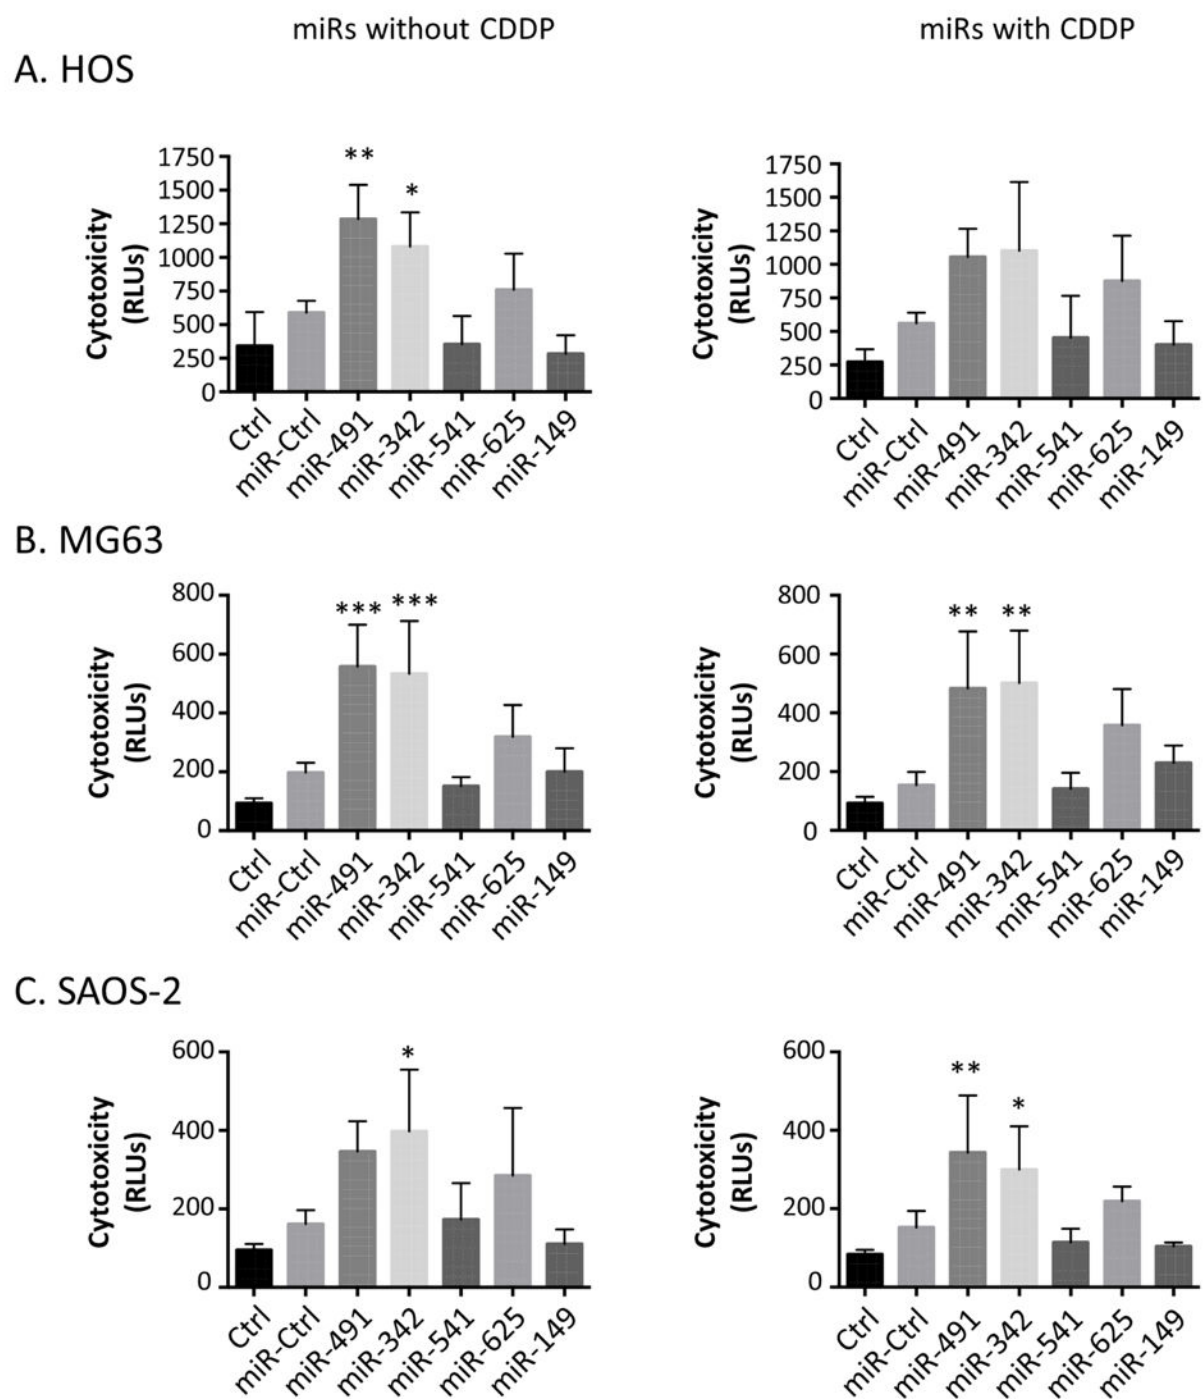 miRs without CDDP
miRs with CDDP
A. HOS
Cytotoxicity
(RLUs)
1750
1500
1250
1000
750
500
250
0
**
*
Ctrl
miR-Ctrl
miR-491
miR-342
miR-541
miR-625
miR-149
Cytotoxicity
(RLUs)
1750
1500
1250
1000
750
500
250
0
Ctrl
miR-Ctrl
miR-491
miR-342
miR-541
miR-625
miR-149
B. MG63
Cytotoxicity
(RLUs)
800
600
400
200
0
***
***
Ctrl
miR-Ctrl
miR-491
miR-342
miR-541
miR-625
miR-149
Cytotoxicity
(RLUs)
800
600
400
200
0
**
**
Ctrl
miR-Ctrl
miR-491
miR-342
miR-541
miR-625
miR-149
C. SAOS-2
Cytotoxicity
(RLUs)
600
400
200
0
*
Ctrl
miR-Ctrl
miR-491
miR-342
miR-541
miR-625
miR-149
Cytotoxicity
(RLUs)
600
400
200
0
**
*
Ctrl
miR-Ctrl
miR-491
miR-342
miR-541
miR-625
miR-149